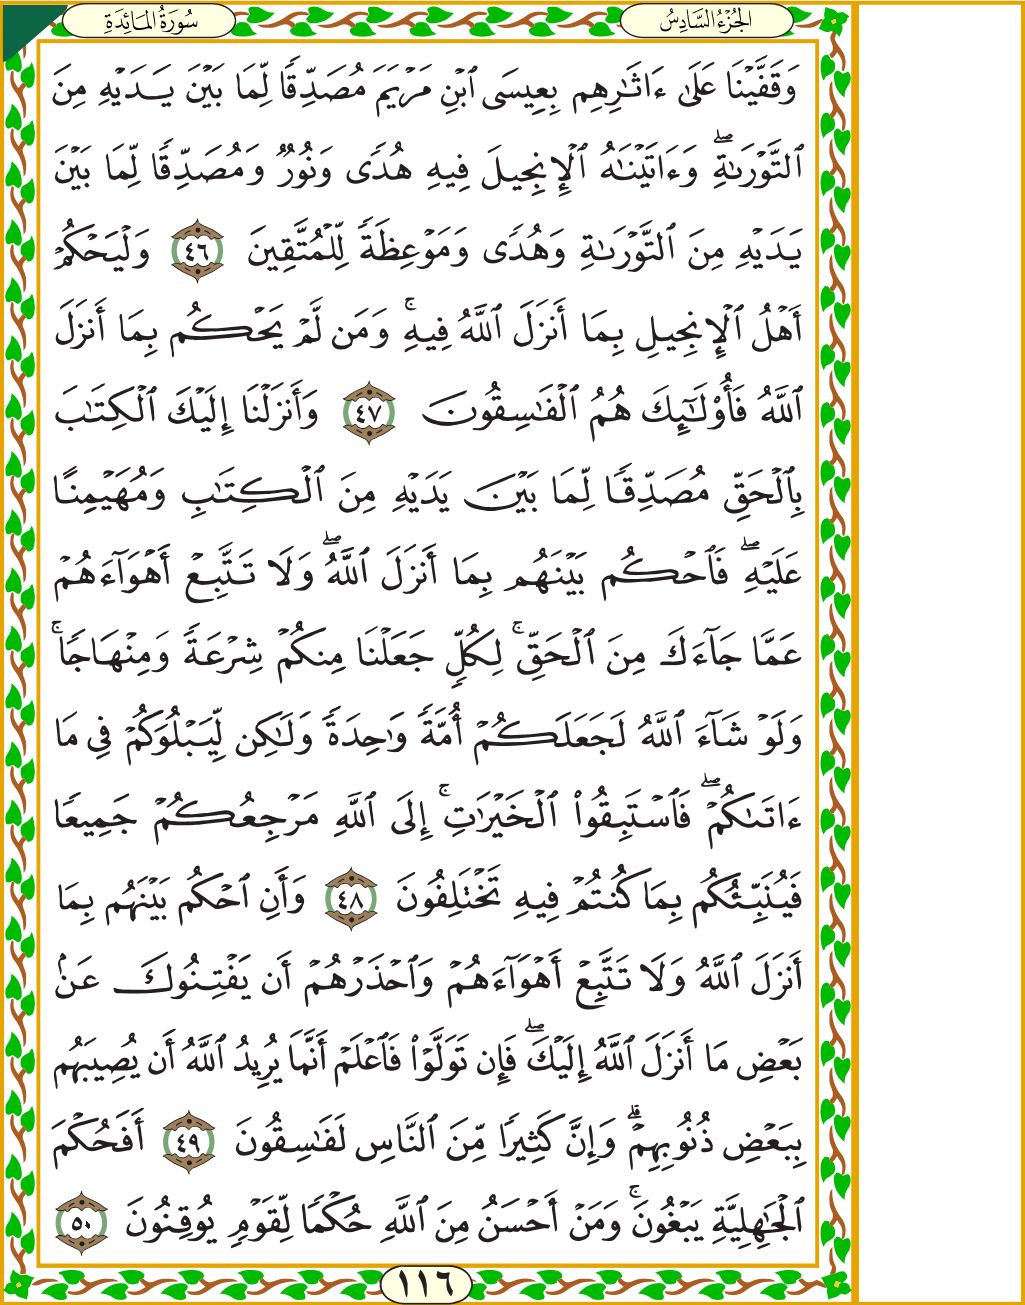 الجُزْءُ السَّادِسُ
سُورَةُ المَائِدَةِ
وَقَفَّيْنَا عَلَىٰٓ ءَاثَٰرِهِم بِعِيسَى ٱبْنِ مَرْيَمَ مُصَدِّقٗا لِّمَا بَيْنَ يَدَيْهِ مِنَ
ٱلتَّوْرَىٰةِۖ وَءَاتَيْنَٰهُ ٱلْإِنجِيلَ فِيهِ هُدٗى وَنُورٞ وَمُصَدِّقٗا لِّمَا بَيْنَ
يَدَيْهِ مِنَ ٱلتَّوْرَىٰةِ وَهُدٗى وَمَوْعِظَةٗ لِّلْمُتَّقِينَ ٤٦ وَلْيَحْكُمْ
أَهْلُ ٱلْإِنجِيلِ بِمَآ أَنزَلَ ٱللَّهُ فِيهِۚ وَمَن لَّمْ يَحْكُم بِمَآ أَنزَلَ
ٱللَّهُ فَأُوْلَٰٓئِكَ هُمُ ٱلْفَٰسِقُونَ ٤٧ وَأَنزَلْنَآ إِلَيْكَ ٱلْكِتَٰبَ
بِٱلْحَقِّ مُصَدِّقٗا لِّمَا بَيْنَ يَدَيْهِ مِنَ ٱلْكِتَٰبِ وَمُهَيْمِنًا
عَلَيْهِۖ فَٱحْكُم بَيْنَهُم بِمَآ أَنزَلَ ٱللَّهُۖ وَلَا تَتَّبِعْ أَهْوَآءَهُمْ
عَمَّا جَآءَكَ مِنَ ٱلْحَقِّۚ لِكُلّٖ جَعَلْنَا مِنكُمْ شِرْعَةٗ وَمِنْهَاجٗاۚ
وَلَوْ شَآءَ ٱللَّهُ لَجَعَلَكُمْ أُمَّةٗ وَٰحِدَةٗ وَلَٰكِن لِّيَبْلُوَكُمْ فِي مَآ
ءَاتَىٰكُمْۖ فَٱسْتَبِقُواْ ٱلْخَيْرَٰتِۚ إِلَى ٱللَّهِ مَرْجِعُكُمْ جَمِيعٗا
فَيُنَبِّئُكُم بِمَا كُنتُمْ فِيهِ تَخْتَلِفُونَ ٤٨ وَأَنِ ٱحْكُم بَيْنَهُم بِمَآ
أَنزَلَ ٱللَّهُ وَلَا تَتَّبِعْ أَهْوَآءَهُمْ وَٱحْذَرْهُمْ أَن يَفْتِنُوكَ عَنۢ
بَعْضِ مَآ أَنزَلَ ٱللَّهُ إِلَيْكَۖ فَإِن تَوَلَّوْاْ فَٱعْلَمْ أَنَّمَا يُرِيدُ ٱللَّهُ أَن يُصِيبَهُم
بِبَعْضِ ذُنُوبِهِمْۗ وَإِنَّ كَثِيرٗا مِّنَ ٱلنَّاسِ لَفَٰسِقُونَ ٤٩ أَفَحُكْمَ
ٱلْجَٰهِلِيَّةِ يَبْغُونَۚ وَمَنْ أَحْسَنُ مِنَ ٱللَّهِ حُكْمٗا لِّقَوْمٖ يُوقِنُونَ ٥٠
١١٦